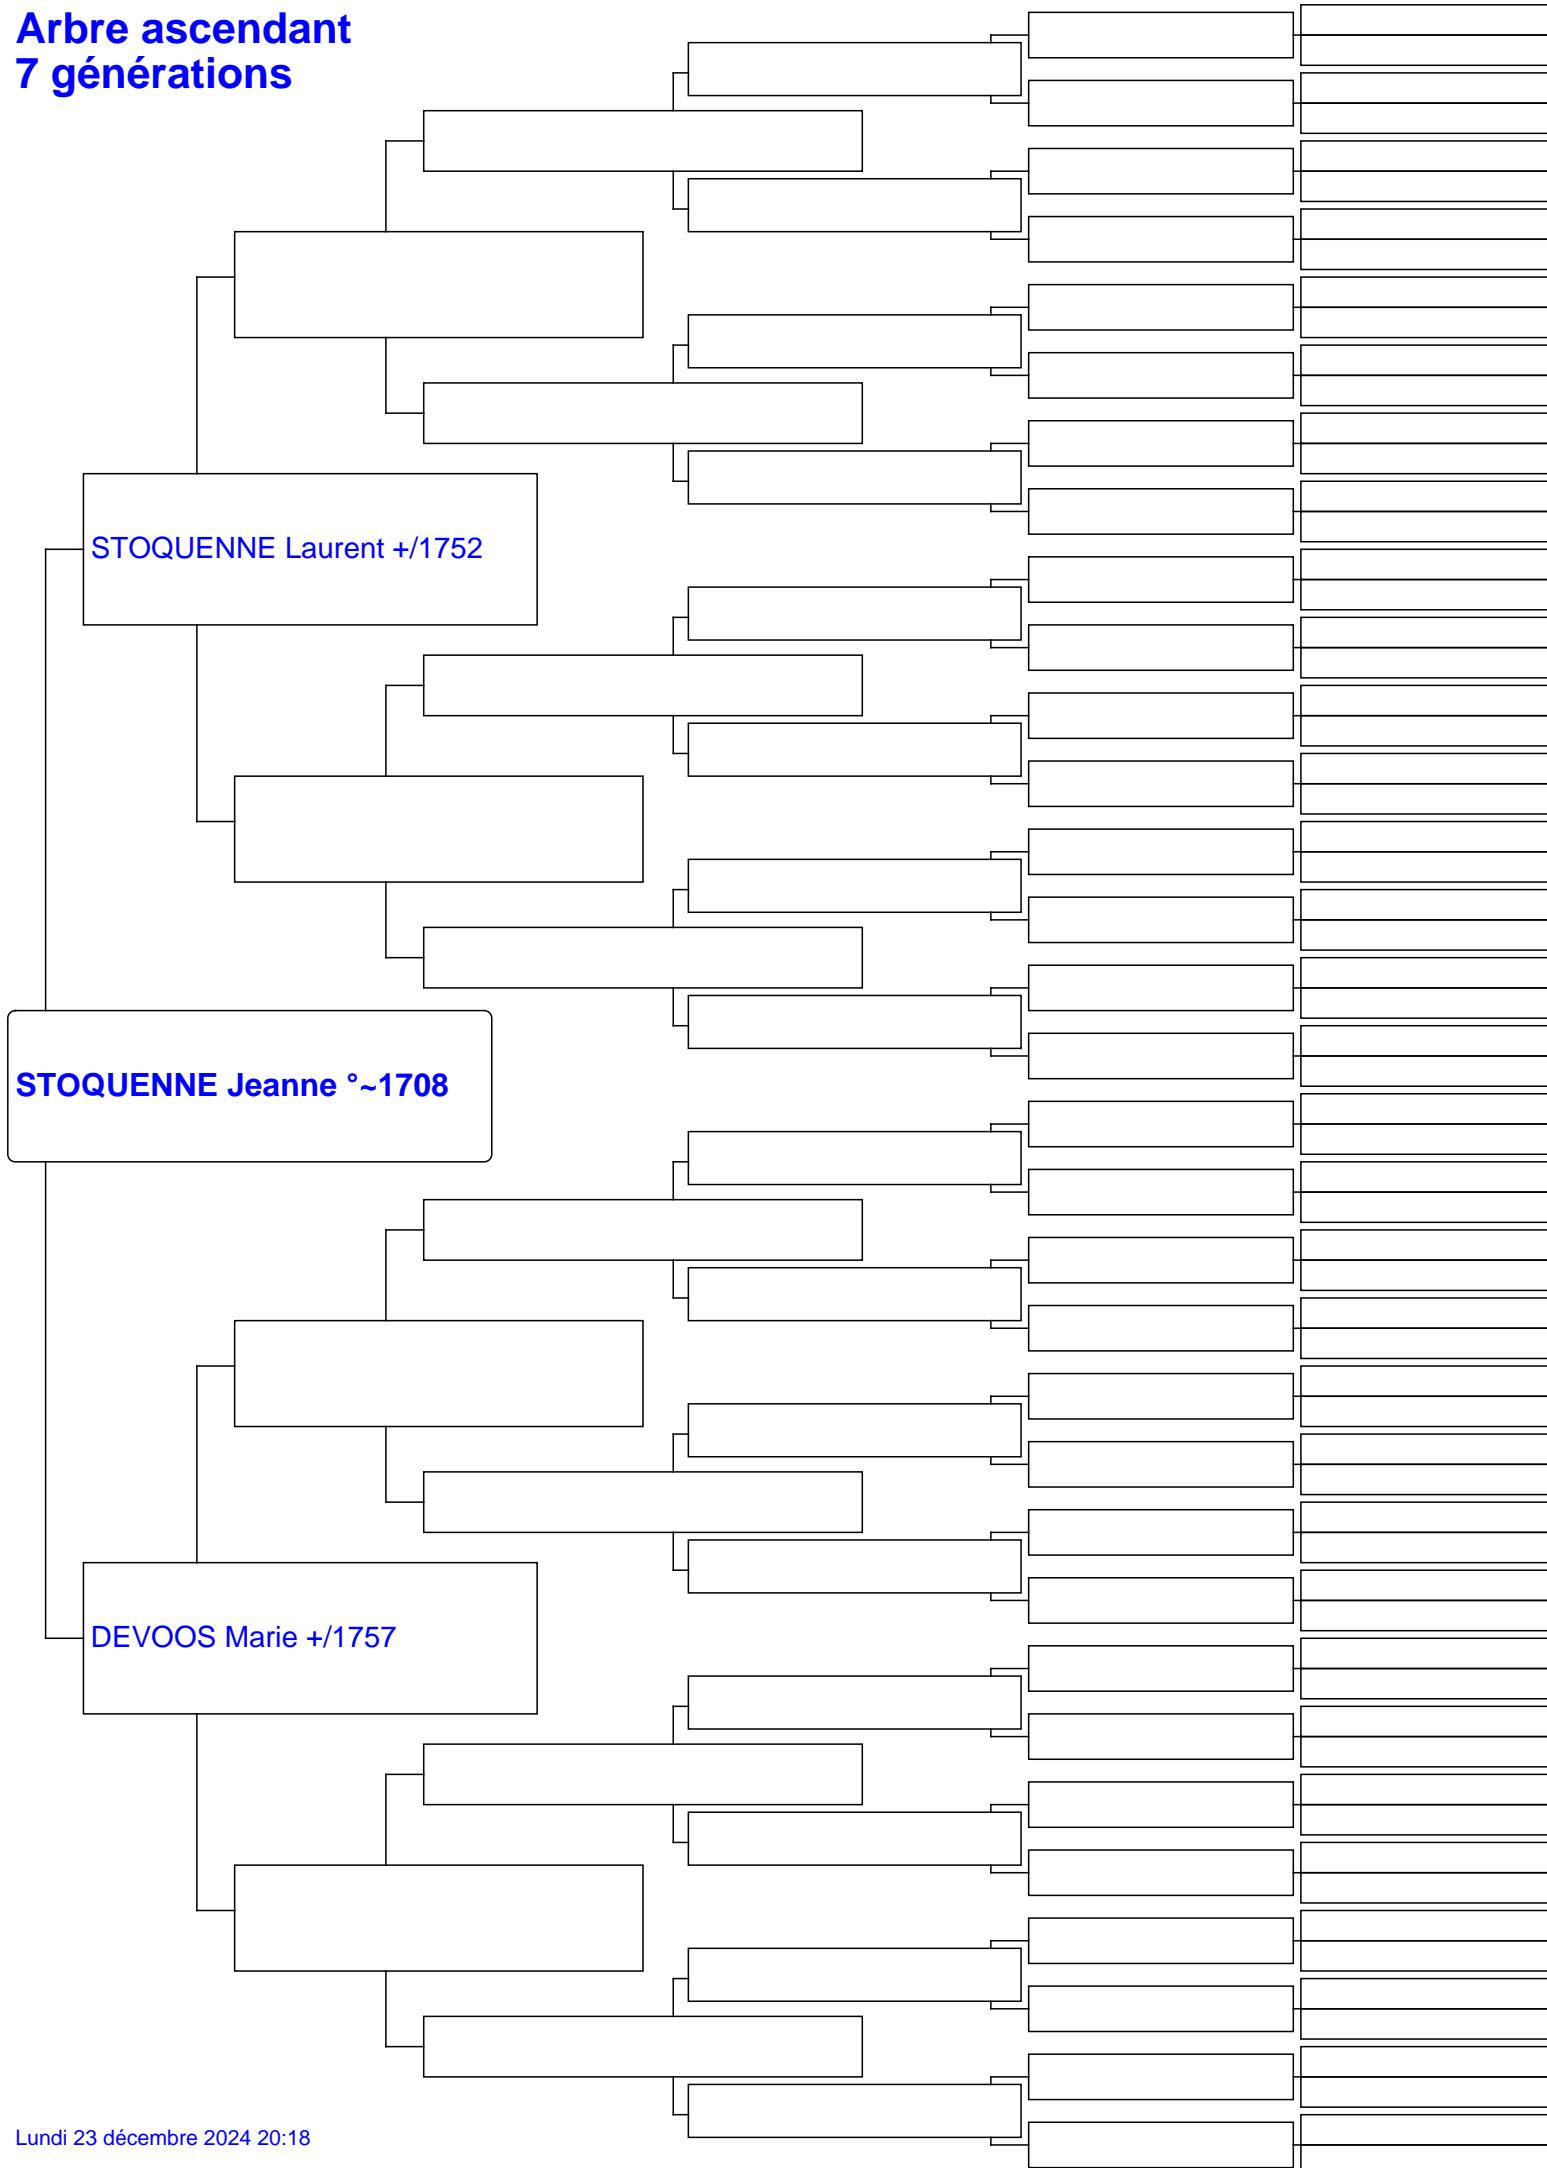 Arbre ascendant
7 générations
STOQUENNE Laurent +/1752
STOQUENNE Jeanne °~1708
DEVOOS Marie +/1757
Lundi 23 décembre 2024 20:18